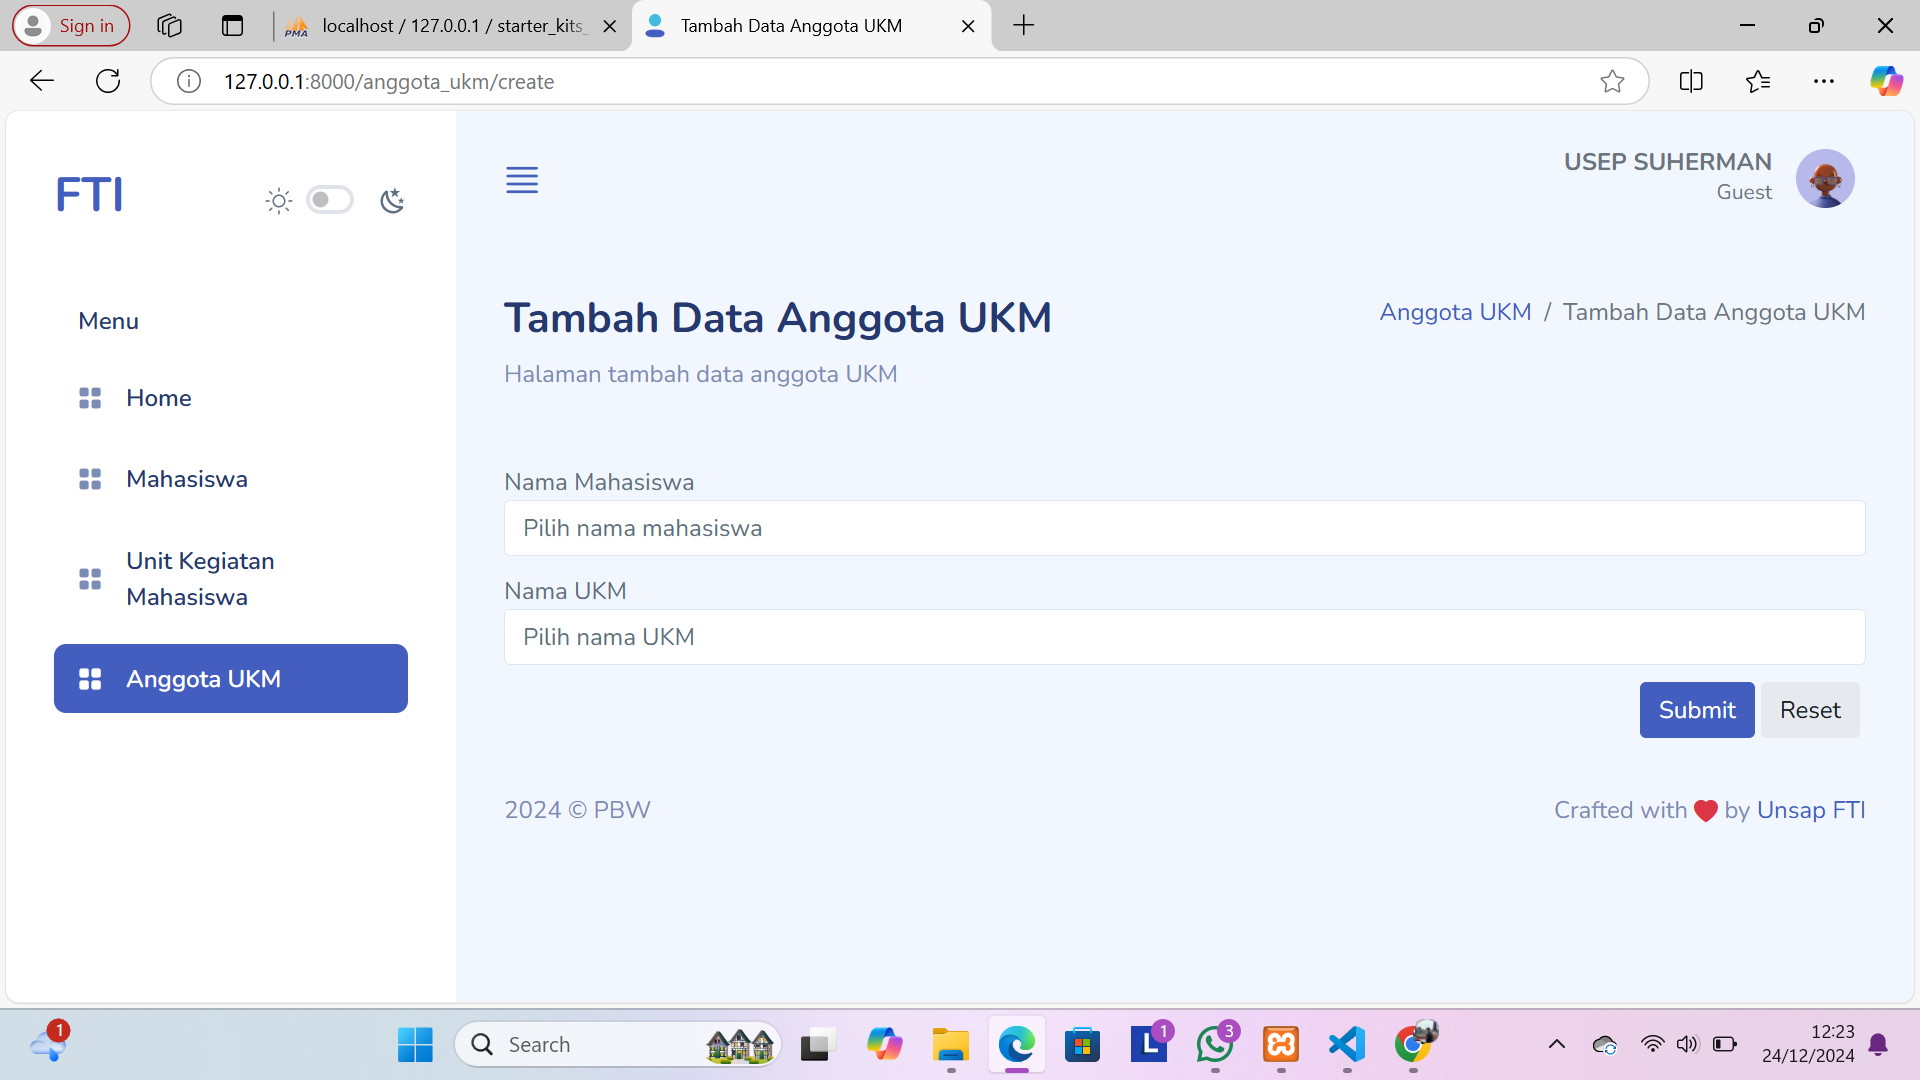 Sign in
PMA
localhost / 127.0.0.1 / starter_kits_
Tambah Data Anggota UKM
127.0.0.1:8000/anggota_ukm/create
FTI
USEP SUHERMAN
Guest
Menu
Home
Mahasiswa
Unit Kegiatan
Mahasiswa
Anggota UKM
Tambah Data Anggota UKM
Anggota UKM / Tambah Data Anggota UKM
Halaman tambah data anggota UKM
Nama Mahasiswa
Pilih nama mahasiswa
Nama UKM
Pilih nama UKM
Submit
Reset
2024 © PBW
Crafted with ❤ by Unsap FTI
1
Search
L
1
3
12:23
24/12/2024